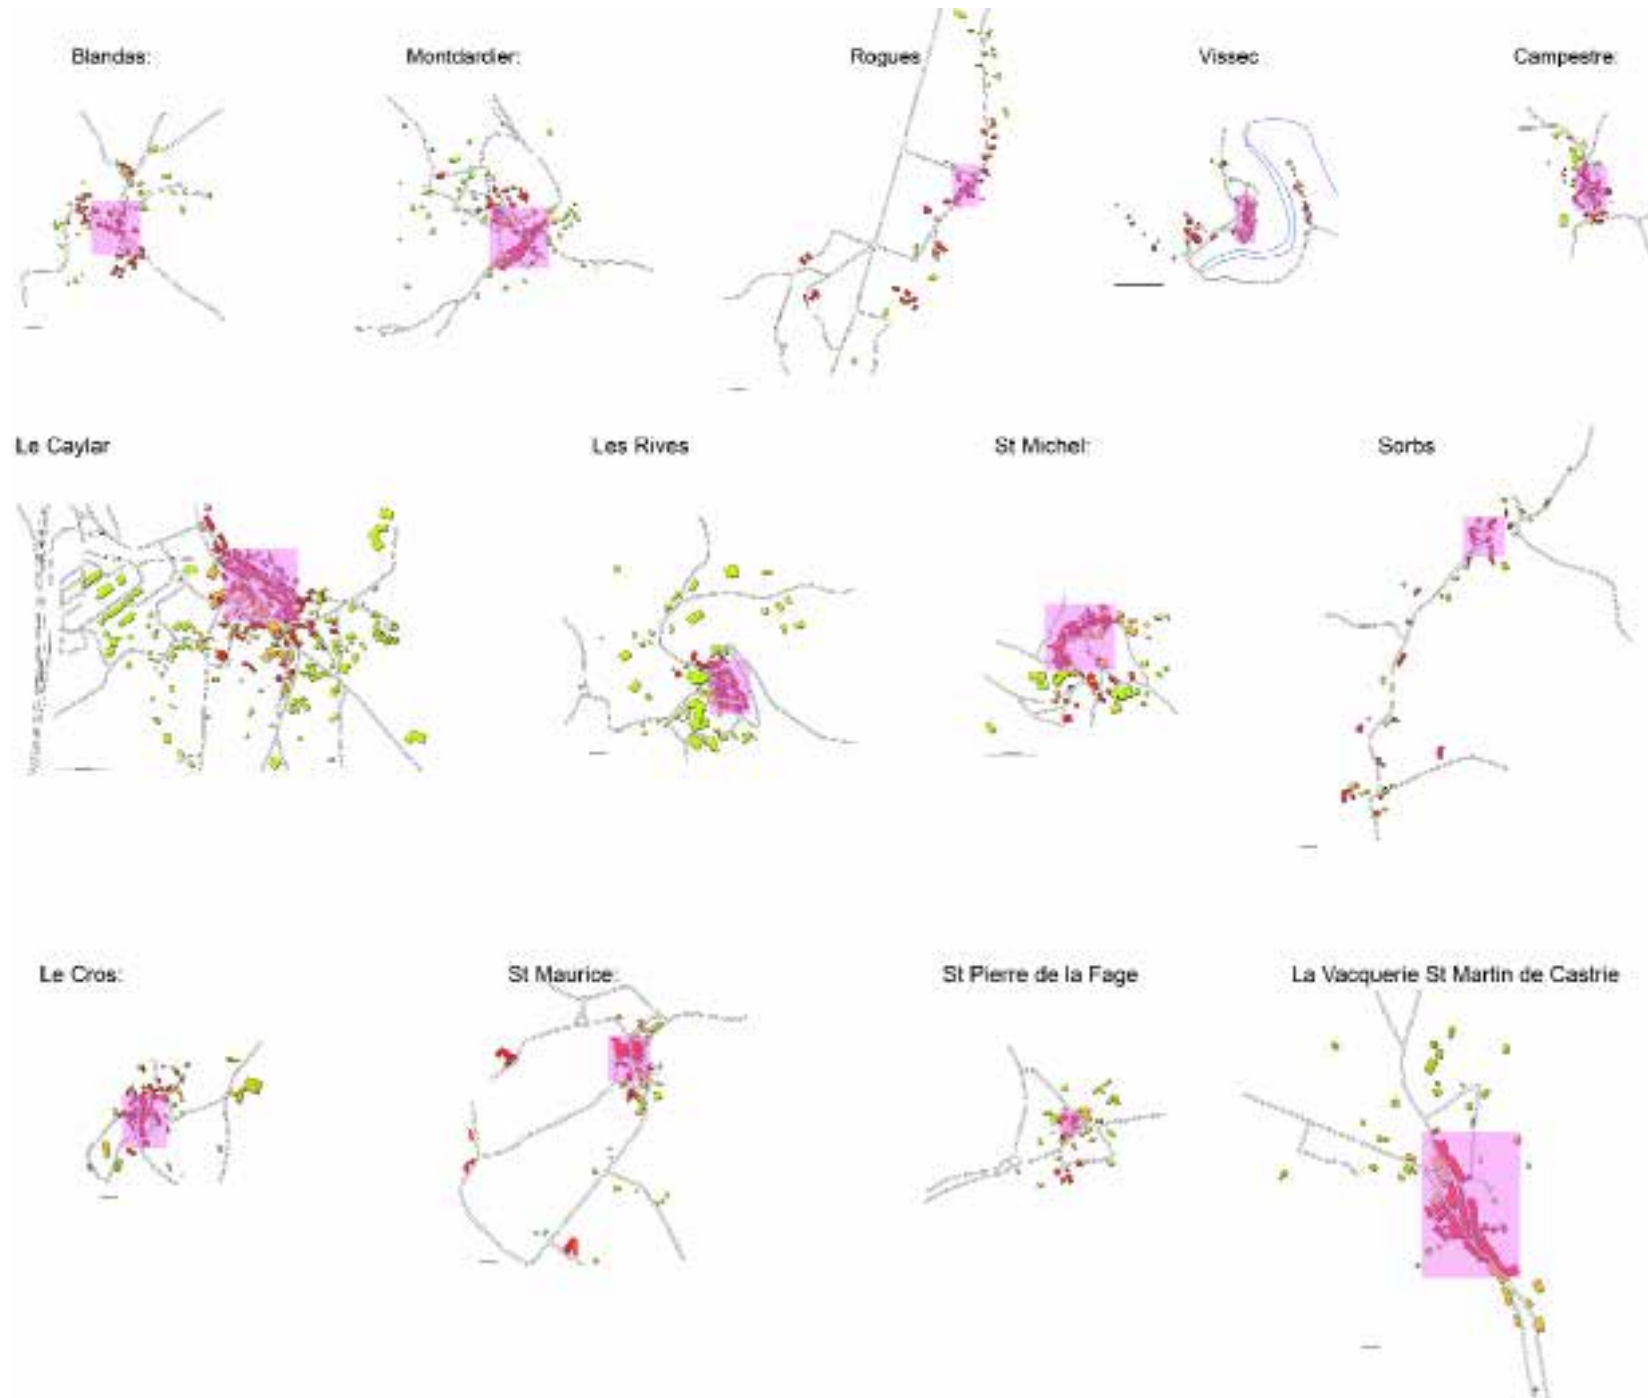 Blandas:
Montdardier:
Rogues
Vissec
Campestre:
Le Caylar
Les Rives
St Michel:
Sorbs
Le Cros:
St Maurice:
St Pierre de la Fage
La Vacquerie St Martin de Castrie